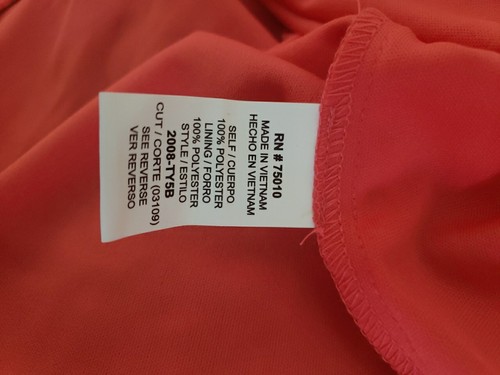 RN # 75010
MADE IN VIETNAM
HECHO EN VIETNAM
SELF / CUERPO
100% POLYESTER
LINING / FORRO
100% POLYESTER
STYLE / ESTILO
2008-TY5B
CUT / CORTE (03109)
SEE REVERSE
VER REVERSO